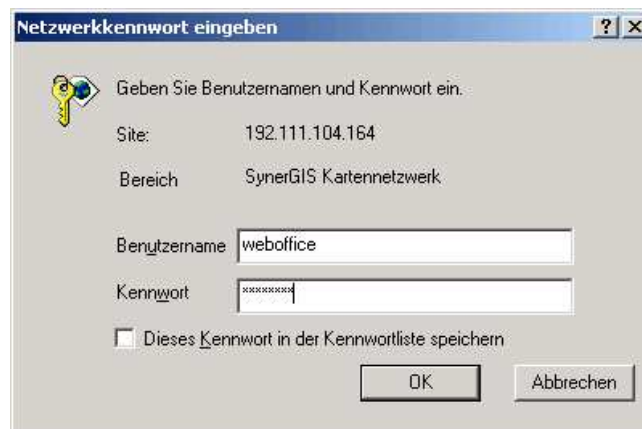 Netzwerkkennwort eingeben
Geben Sie Benutzernamen und Kennwort ein.
Site: 192.111.104.164
Bereich SynerGIS Kartennetzwerk
Benutzername weboffice
Kennwort ********
Dieses Kennwort in der Kennwortliste speichern
OK Abbrechen